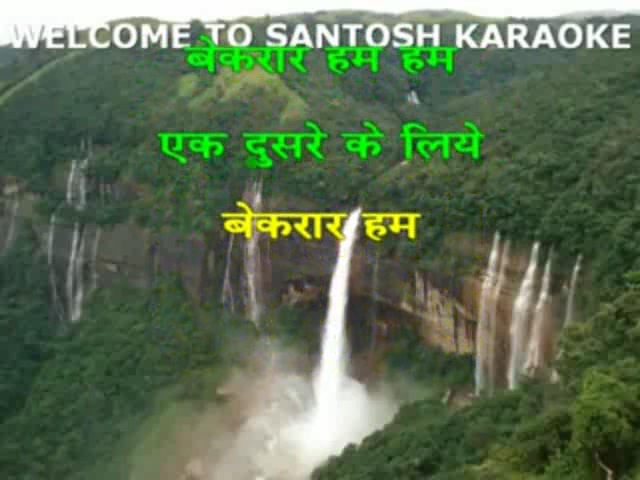 WELCOME TO SANTOSH KARAOKE
बेकरार हम हम
एक दुसरे के लिये
बेकरार हम